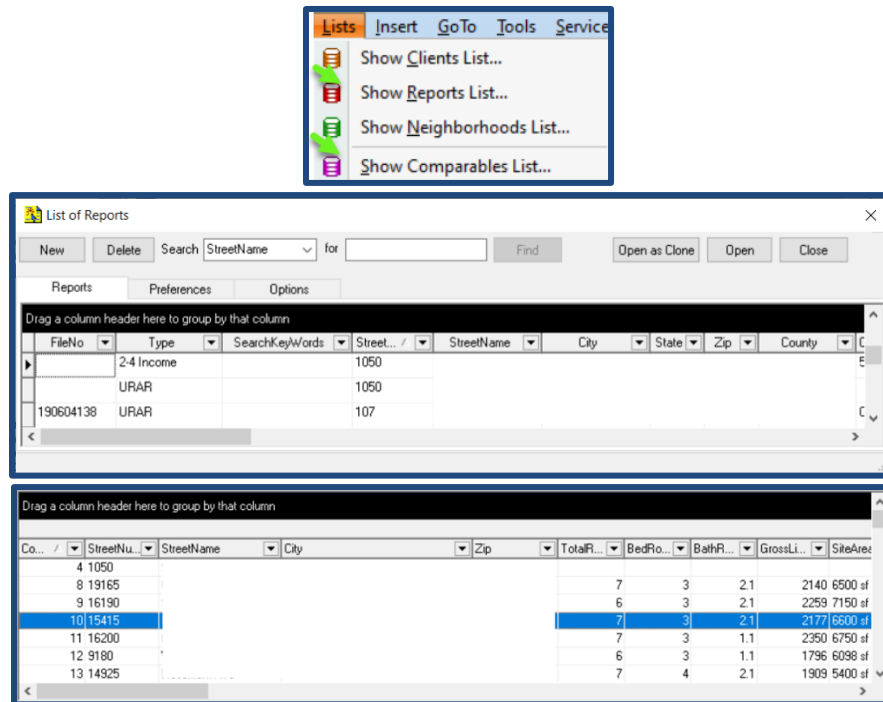 Lists Insert GoTo Tools Service
Show Clients List...
Show Reports List...
Show Neighborhoods List...
Show Comparables List...
List of Reports
New Delete Search StreetName for Find Open as Clone Open Close
Reports Preferences Options
Drag a column header here to group by that column
FileNo Type SearchKeyWords Street... / StreetName City State Zip County
2-4 Income 1050
URAR 1050
190604138 URAR 107
Drag a column header here to group by that column
Co... / StreetNu... StreetName City Zip TotalR... BedRo... BathR... GrossLi... SiteArea
4 1050
8 19165 7 3 2.1 2140 6500 sf
9 16190 6 3 2.1 2259 7150 sf
10 15415 7 3 2.1 2177 6600 sf
11 16200 7 3 1.1 2350 6750 sf
12 9180 6 3 1.1 1796 6098 sf
13 14925 7 4 2.1 1909 5400 sf